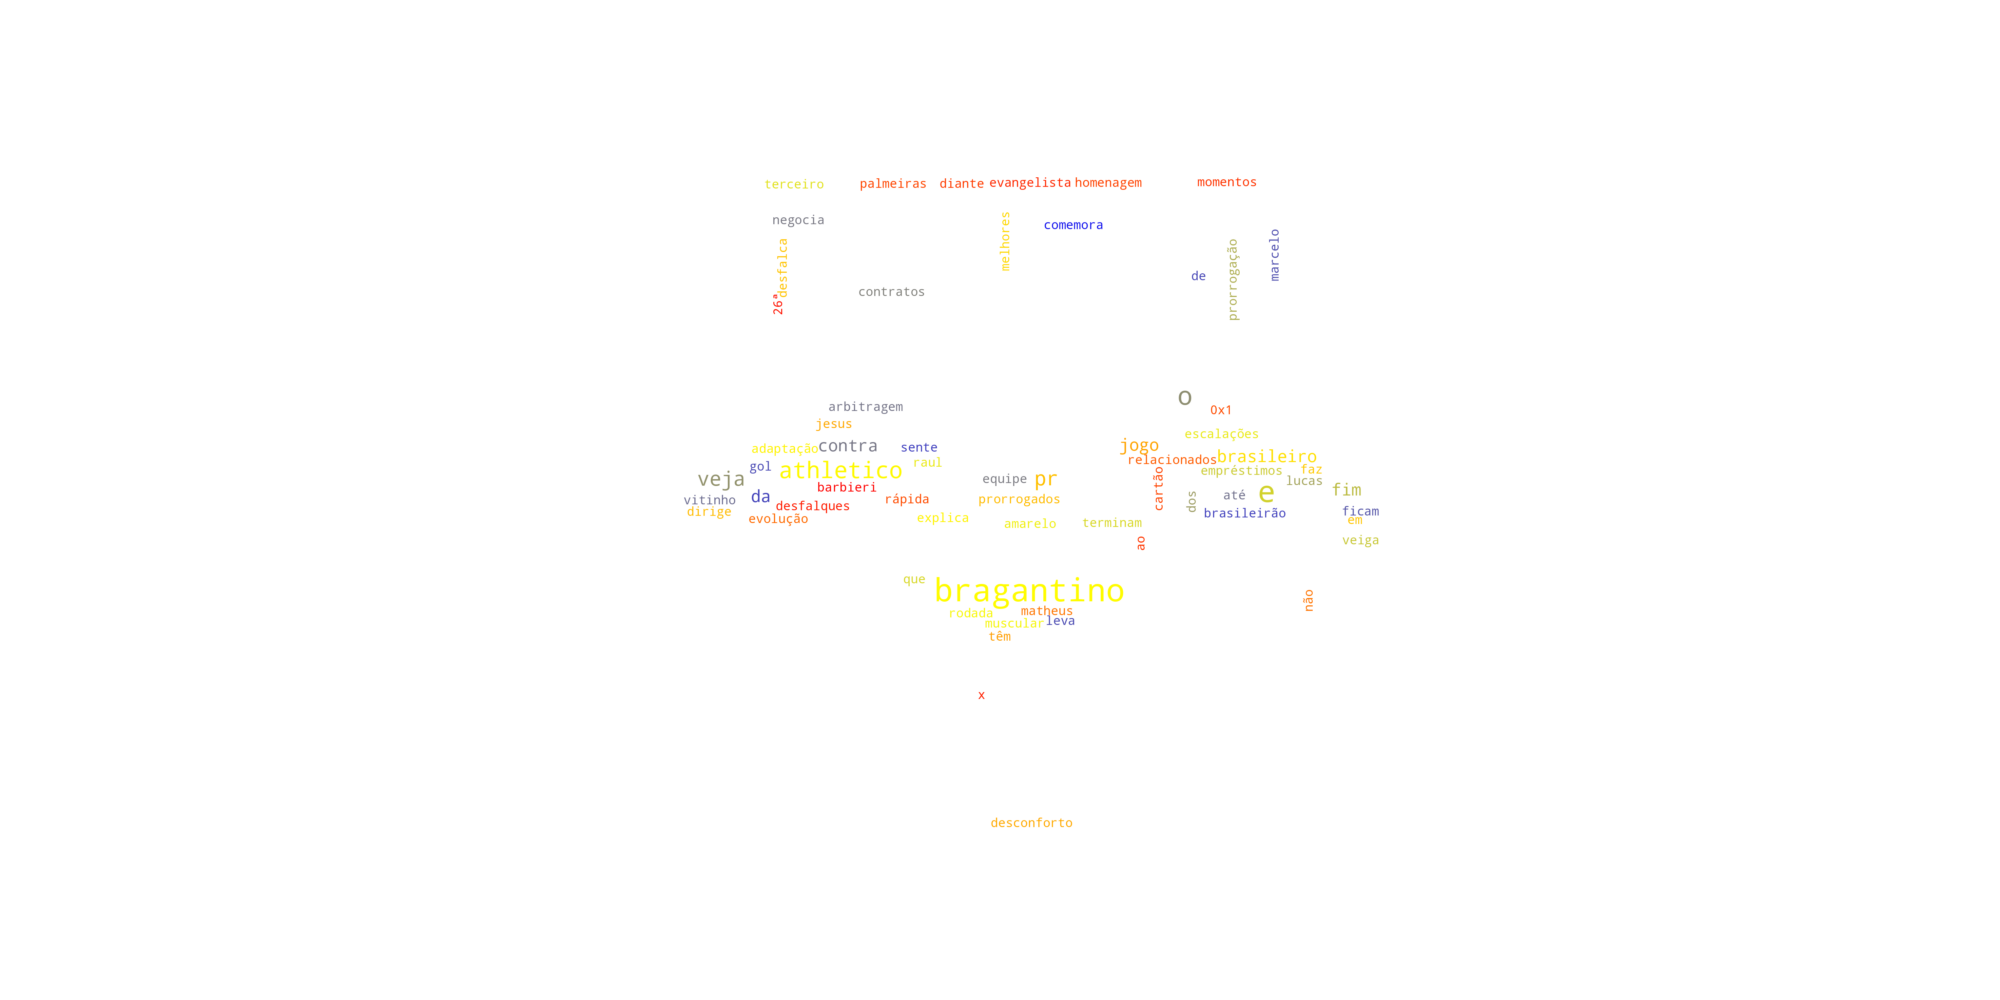 terceiro palmeiras diante evangelista homenagem momentos
negocia melhores comemora
desfalca de prorrogação marcelo
26ª contratos
o
arbitragem 0x1
jesus
adaptação contra sente jogo escalações
gol athletico raul relacionados brasileiro
veja barbieri equipe pr cartão empréstimos faz
vitinho da desfalques rápida prorrogados dos até e lucas fim
dirige evolução explica amarelo terminam brasileirão ficam
em
ao veiga
que bragantino não
rodada matheus
muscular leva
têm
x
desconforto